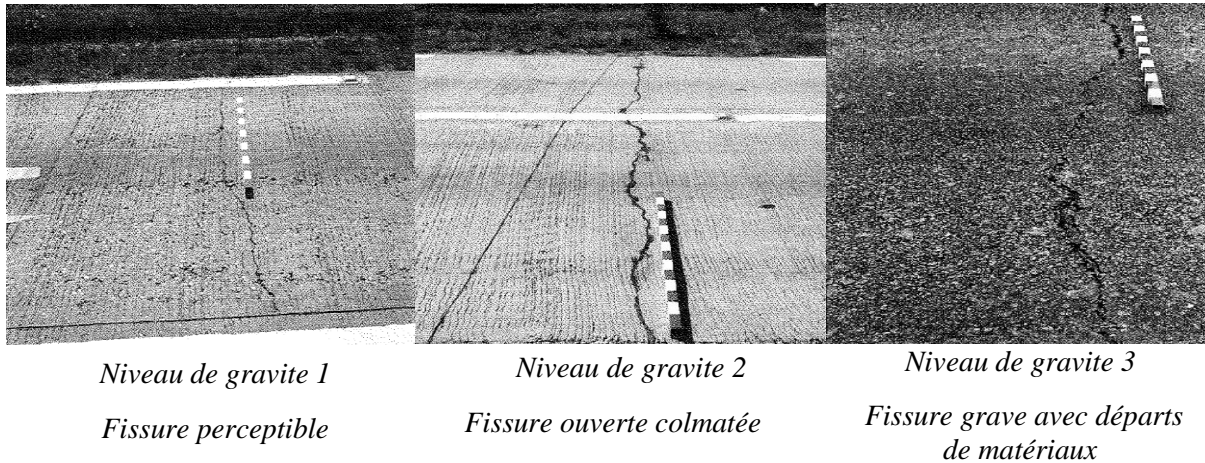 Niveau de gravite 1
Fissure perceptible
Niveau de gravite 2
Fissure ouverte colmatée
Niveau de gravite 3
Fissure grave avec départs
de matériaux